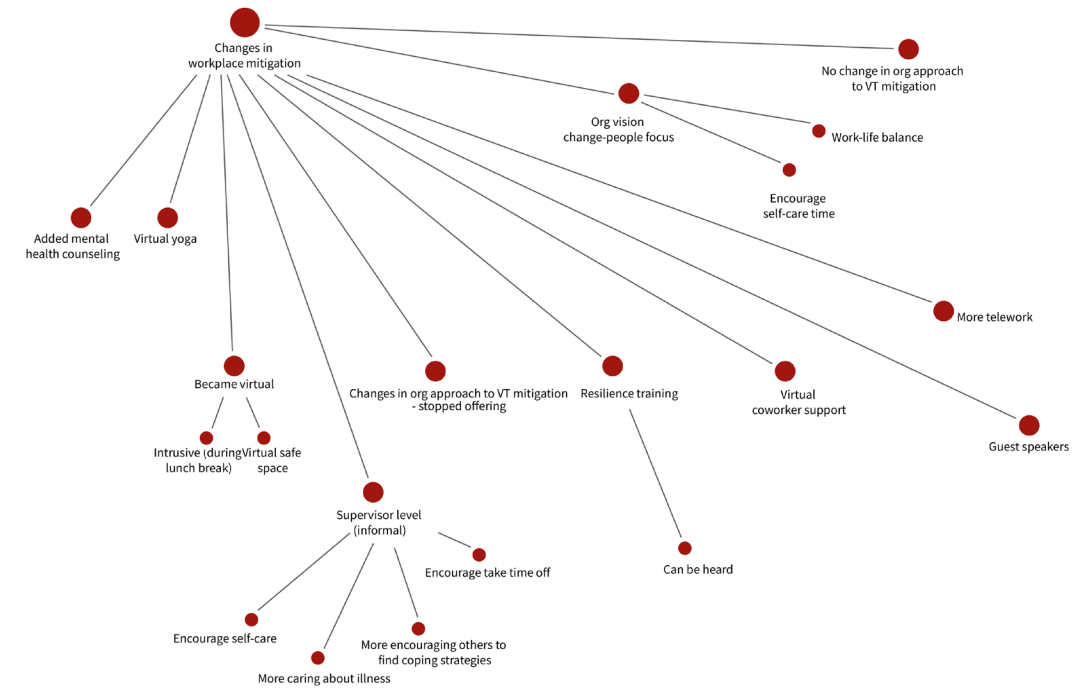 Changes in
workplace mitigation
No change in org approach
to VT mitigation
Org vision
change-people focus
Work-life balance
Encourage
self-care time
Added mental
health counseling
Virtual yoga
More telework
Became virtual
Changes in org approach to VT mitigation
- stopped offering
Resilience training
Virtual
coworker support
Guest speakers
Intrusive (during
lunch break)
Virtual safe
space
Supervisor level
(informal)
Encourage take time off
Can be heard
Encourage self-care
More encouraging others to
find coping strategies
More caring about illness